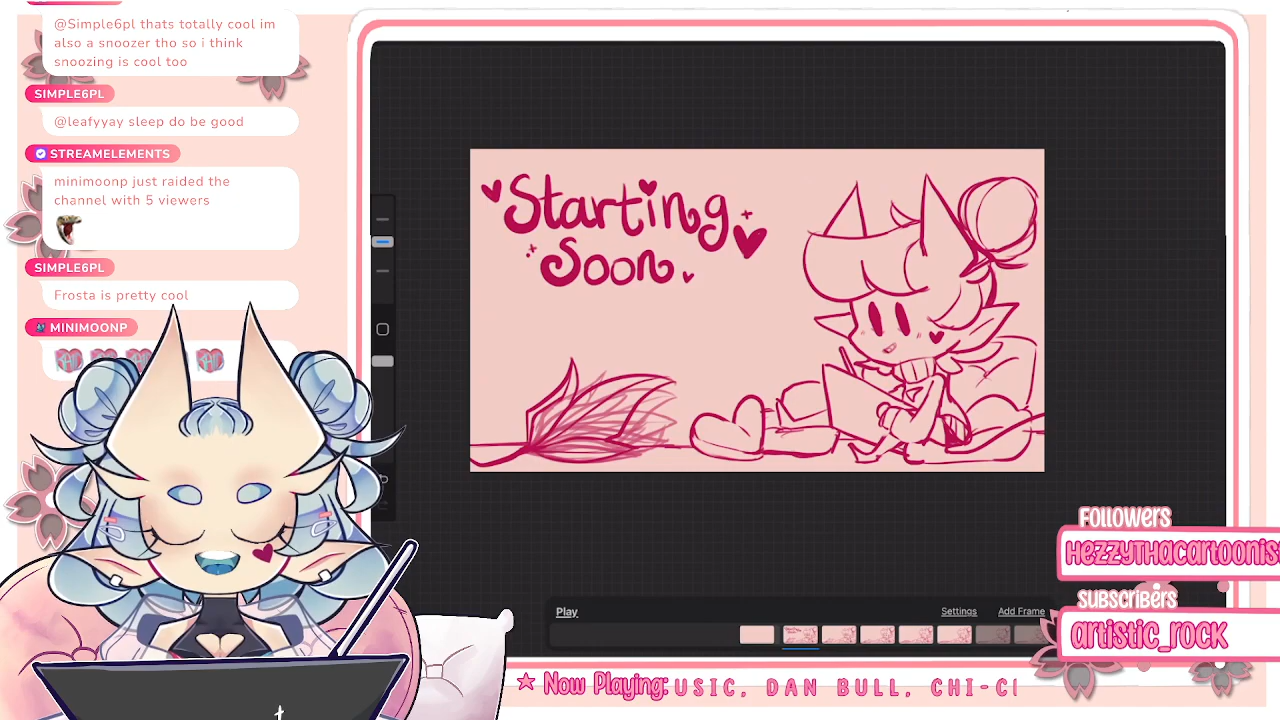 @Simple6pl thats totally cool im
also a snoozer tho so i think
snoozing is cool too
SIMPLE6PL
@leafyyay sleep do be good
STREAMELEMENTS
minimoonp just raided the
channel with 5 viewers
SIMPLE6PL
Frosta is pretty cool
MINIMOONP
Starting
Soon
Play
Settings
Add Frame
Followers
HezzyTHacartoonist
Subscribers
artistic_rock
Now Playing: USIC, DAN BULL, CHI-CI